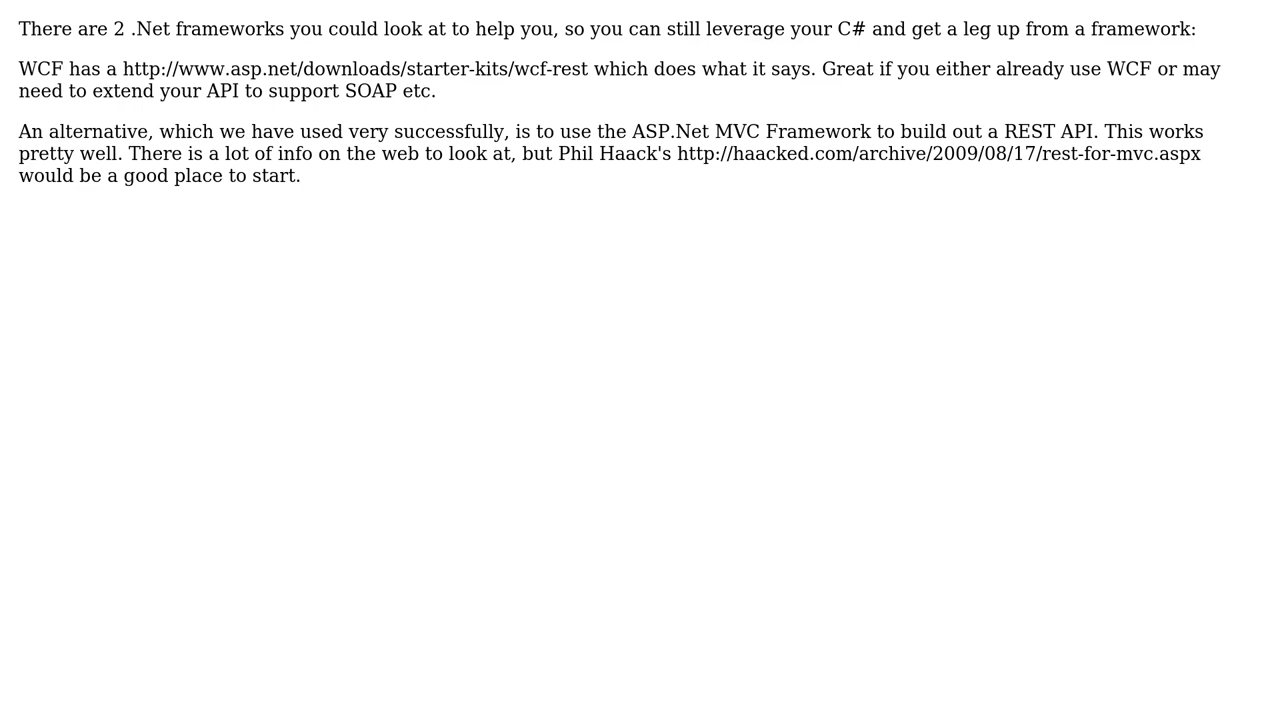 There are 2 .Net frameworks you could look at to help you, so you can still leverage your C# and get a leg up from a framework:
WCF has a http://www.asp.net/downloads/starter-kits/wcf-rest which does what it says. Great if you either already use WCF or may
need to extend your API to support SOAP etc.
An alternative, which we have used very successfully, is to use the ASP.Net MVC Framework to build out a REST API. This works
pretty well. There is a lot of info on the web to look at, but Phil Haack's http://haacked.com/archive/2009/08/17/rest-for-mvc.aspx
would be a good place to start.